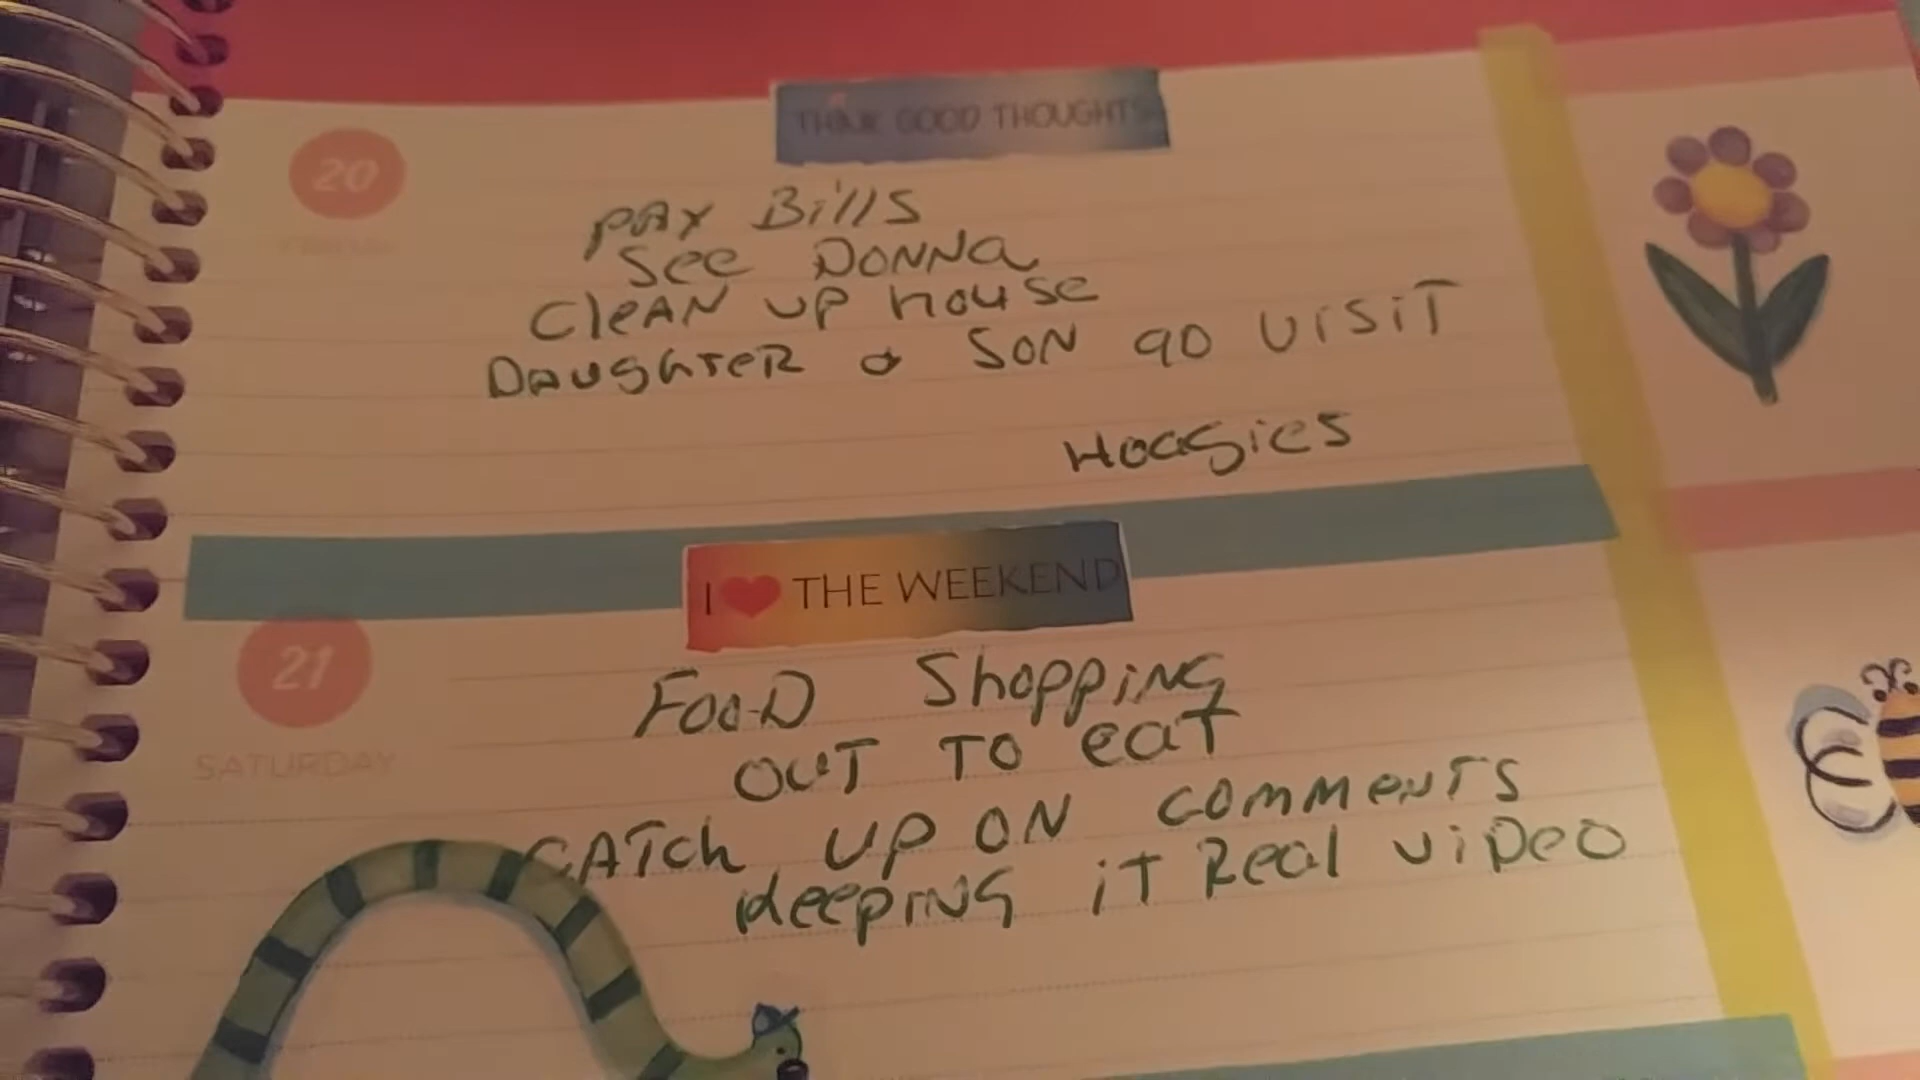 THINK GOOD THOUGHTS
20
FRIDAY
PAY Bills
See DONNA
CleAN up house
DAUGHTER & SON go VISIT
Hoagies
I ❤ THE WEEKEND
21
SATURDAY
FOOD Shopping
OUT TO eat
CATCh UP ON COMMENTS
KeepiNG iT Real ViDeo